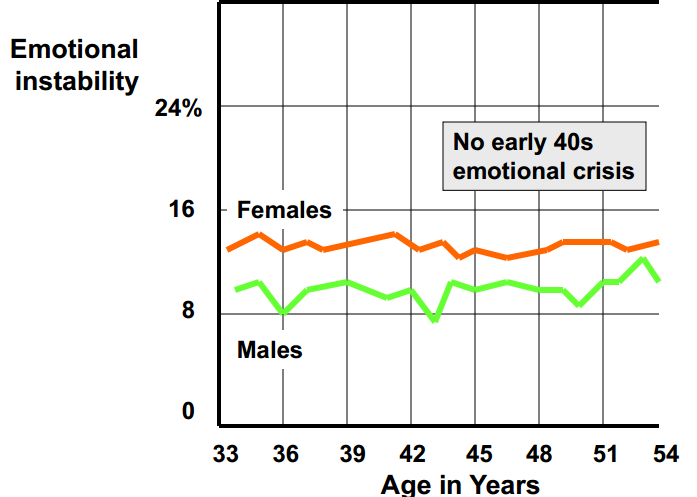 Emotional
instability
24%
No early 40s
emotional crisis
16
Females
8
Males
0
33 36 39 42 45 48 51 54
Age in Years